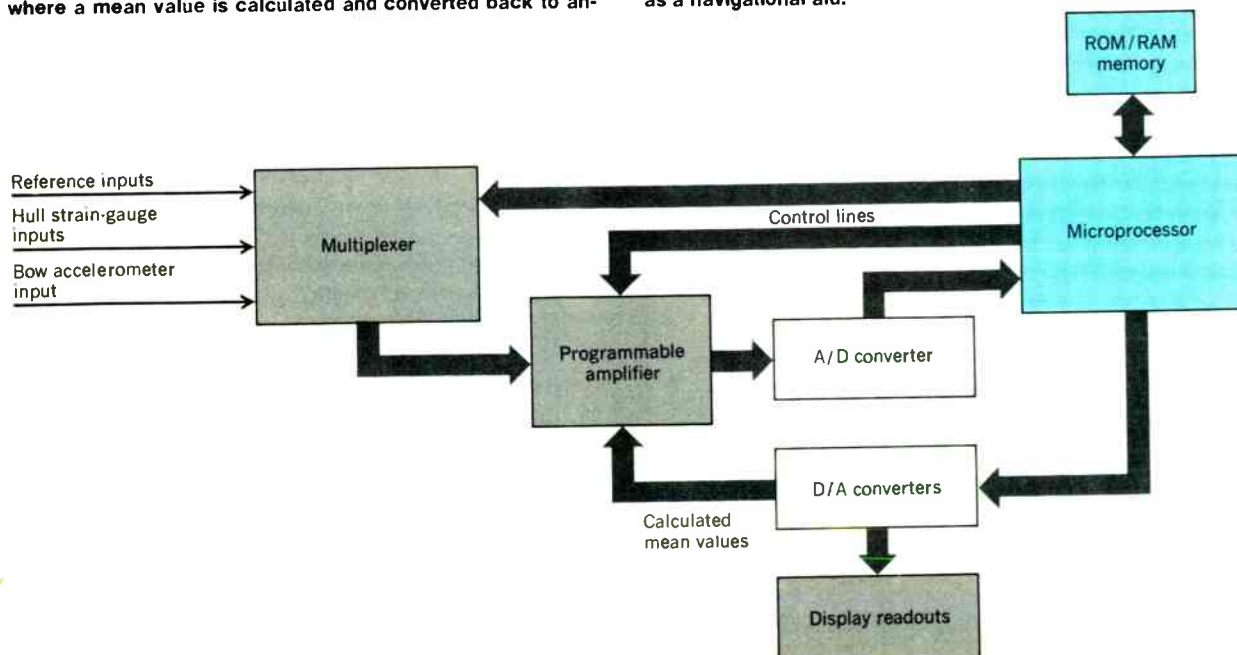 where a mean value is calculated and converted back to an-
as a navigational aid.
ROM/RAM
memory
Reference inputs
Hull strain-gauge
inputs
Bow accelerometer
input
Multiplexer
Control lines
Microprocessor
Programmable
amplifier
A/D converter
D/A converters
Calculated
mean values
Display readouts